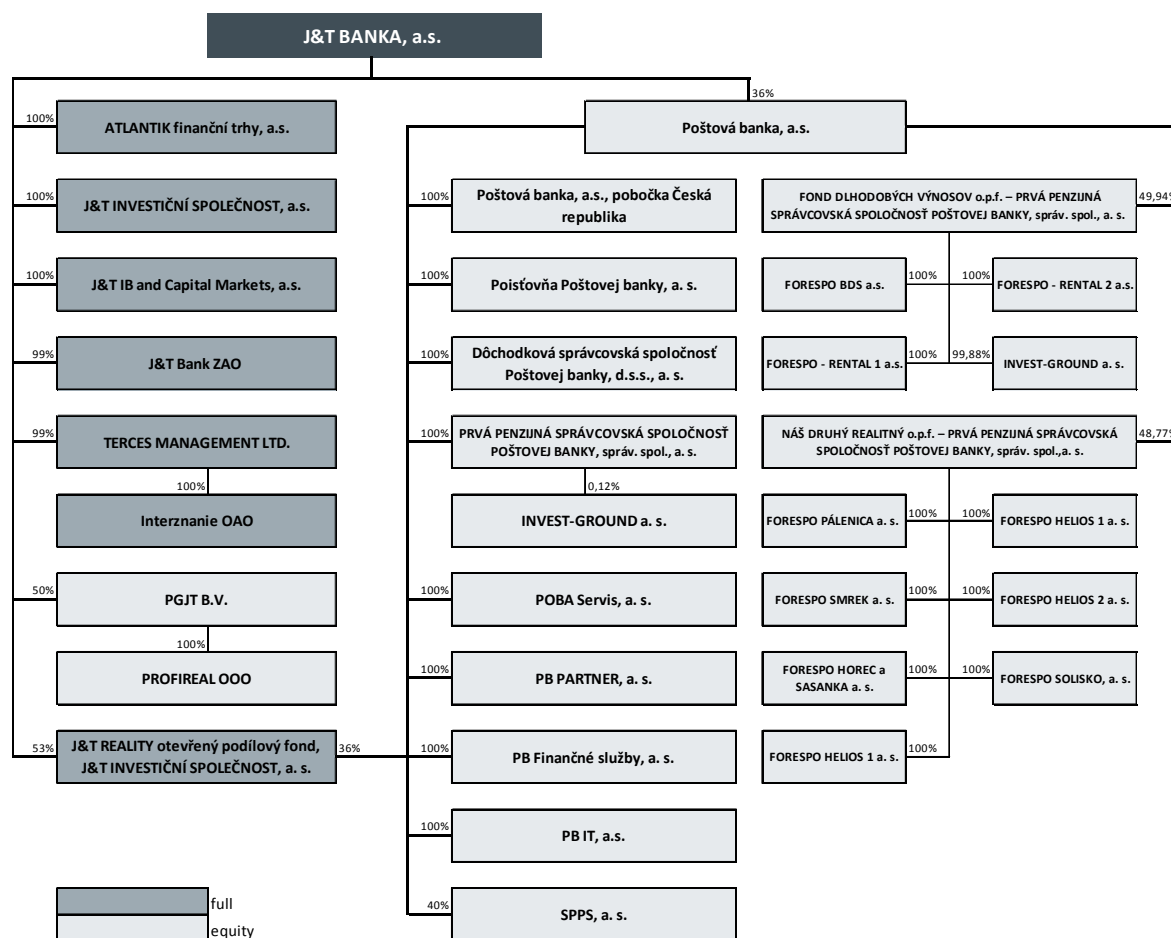 J&T BANKA, a.s.
36%
100%
ATLANTIK finanční trhy, a.s.
Poštová banka, a.s.
100%
J&T INVESTIČNÍ SPOLEČNOST, a.s.
100%
Poštová banka, a.s., pobočka Česká
republika
FOND DLHODOBÝCH VÝNOSOV o.p.f. – PRVÁ PENZIJNÁ
SPRÁVCOVSKÁ SPOLOČNOSŤ POŠTOVEJ BANKY, správ. spol., a. s.
49,94%
100%
J&T IB and Capital Markets, a.s.
100%
Poisťovňa Poštovej banky, a. s.
FORESPO BDS a.s.
100%
100%
FORESPO - RENTAL 2 a.s.
99%
J&T Bank ZAO
100%
Dôchodková správcovská spoločnosť
Poštovej banky, d.s.s., a. s.
FORESPO - RENTAL 1 a.s.
100%
99,88%
INVEST-GROUND a. s.
99%
TERCES MANAGEMENT LTD.
100%
PRVÁ PENZIJNÁ SPRÁVCOVSKÁ SPOLOČNOSŤ
POŠTOVEJ BANKY, správ. spol., a. s.
NÁŠ DRUHÝ REALITNÝ o.p.f. – PRVÁ PENZIJNÁ SPRÁVCOVSKÁ
SPOLOČNOSŤ POŠTOVEJ BANKY, správ. spol.,a. s.
48,77%
100%
Interznanie OAO
0,12%
INVEST-GROUND a. s.
FORESPO PÁLENICA a. s.
100%
100%
FORESPO HELIOS 1 a. s.
50%
PGJT B.V.
100%
POBA Servis, a. s.
FORESPO SMREK a. s.
100%
100%
FORESPO HELIOS 2 a. s.
100%
PROFIREAL OOO
100%
PB PARTNER, a. s.
FORESPO HOREC a
SASANKA a. s.
100%
100%
FORESPO SOLISKO, a. s.
53%
J&T REALITY otevřený podílový fond,
J&T INVESTIČNÍ SPOLEČNOST, a. s.
36%
100%
PB Finančné služby, a. s.
FORESPO HELIOS 1 a. s.
100%
100%
PB IT, a.s.
40%
SPPS, a. s.
full
equity